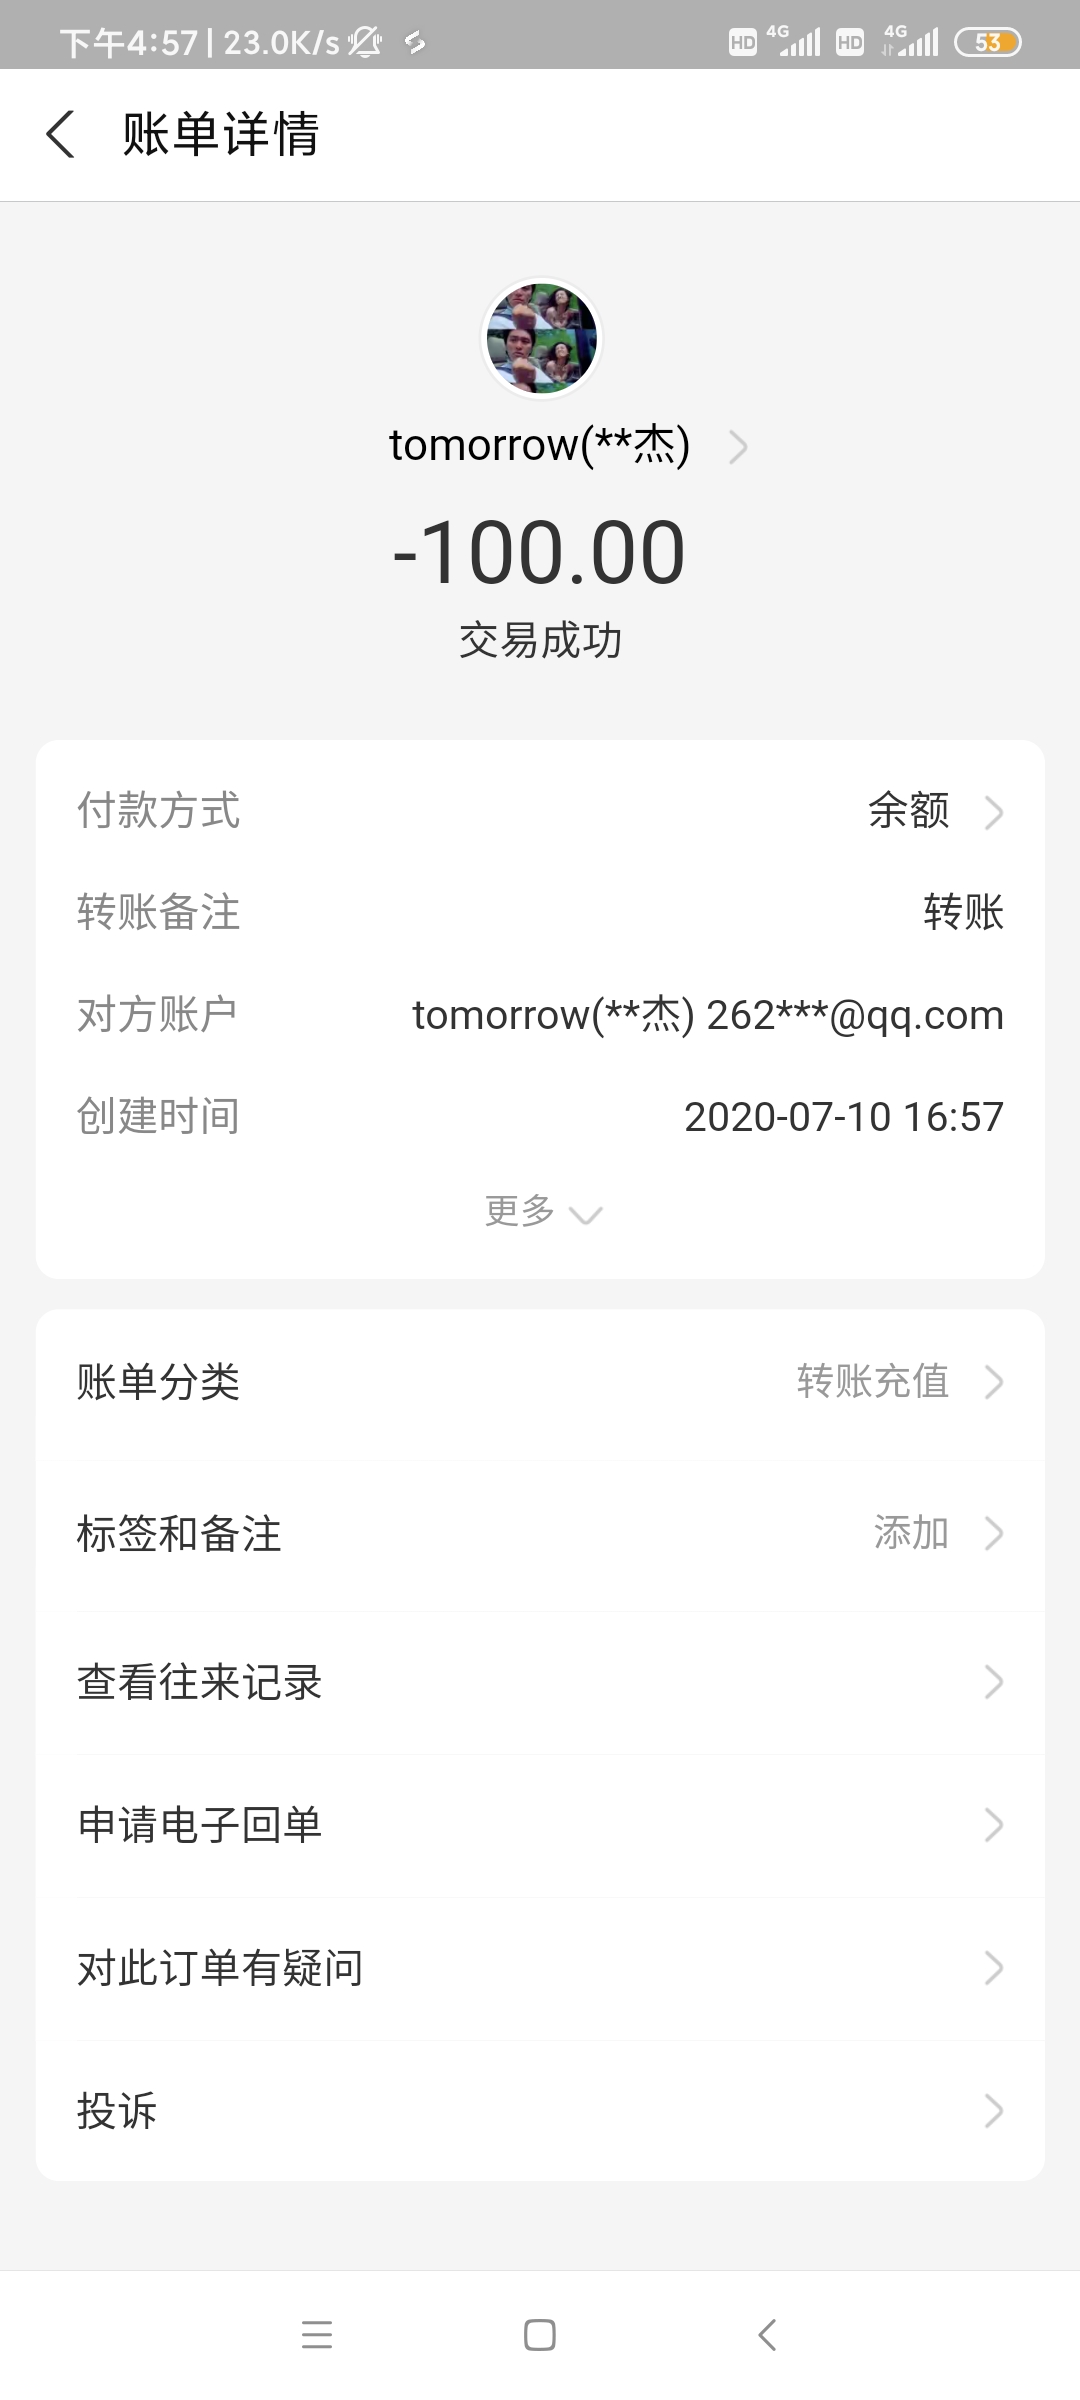 下午4:57 | 23.0K/s
HD 4G HD 4G 53
账单详情
tomorrow(**杰)
-100.00
交易成功
付款方式 余额
转账备注 转账
对方账户 tomorrow(**杰) 262***@qq.com
创建时间 2020-07-10 16:57
更多
账单分类 转账充值
标签和备注 添加
查看往来记录
申请电子回单
对此订单有疑问
投诉